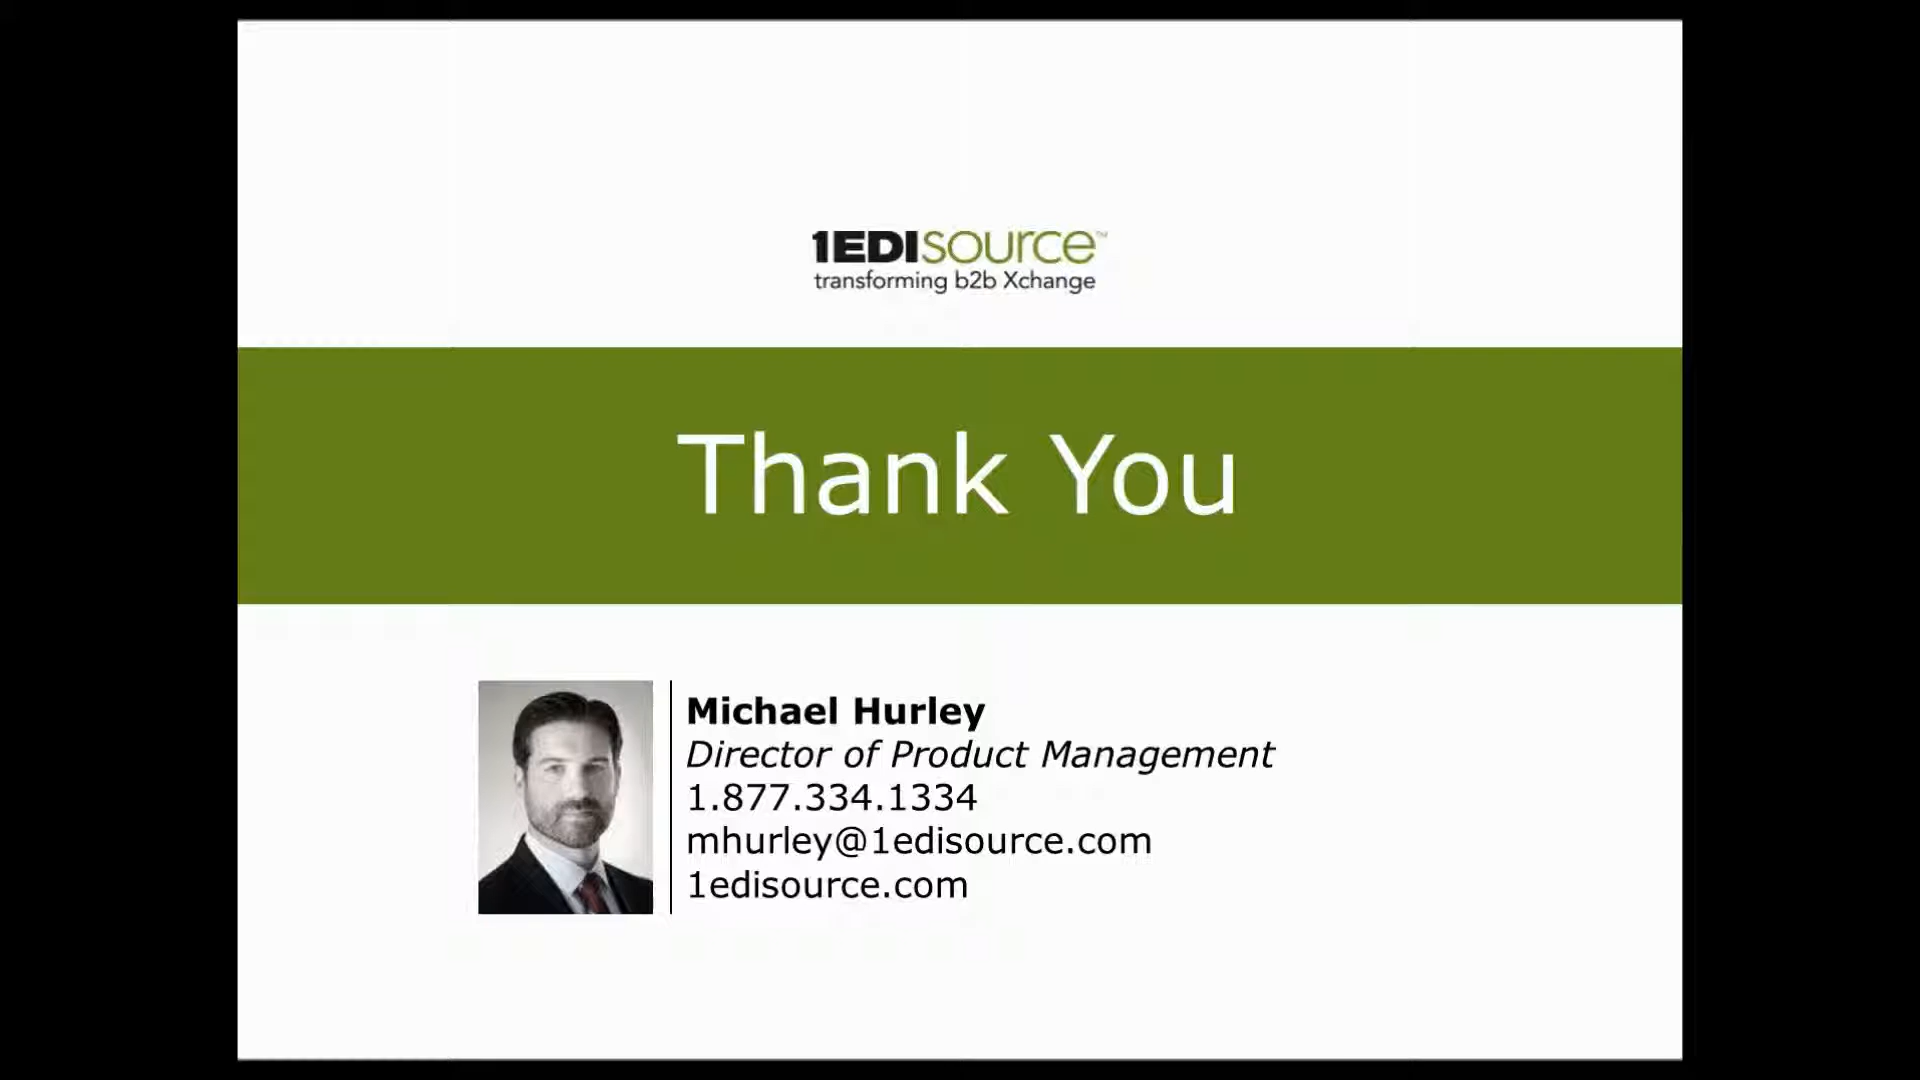 1EDISource™
transforming b2b Xchange
Thank You
Michael Hurley
Director of Product Management
1.877.334.1334
mhurley@1edisource.com
1edisource.com